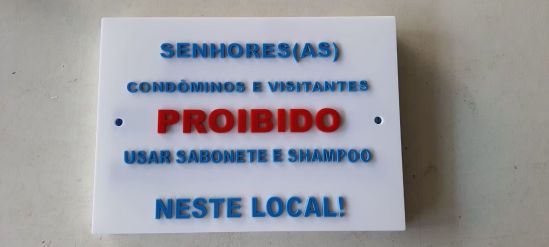 SENHORES(AS)
CONDÔMINOS E VISITANTES
PROIBIDO
USAR SABONETE E SHAMPOO
NESTE LOCAL!